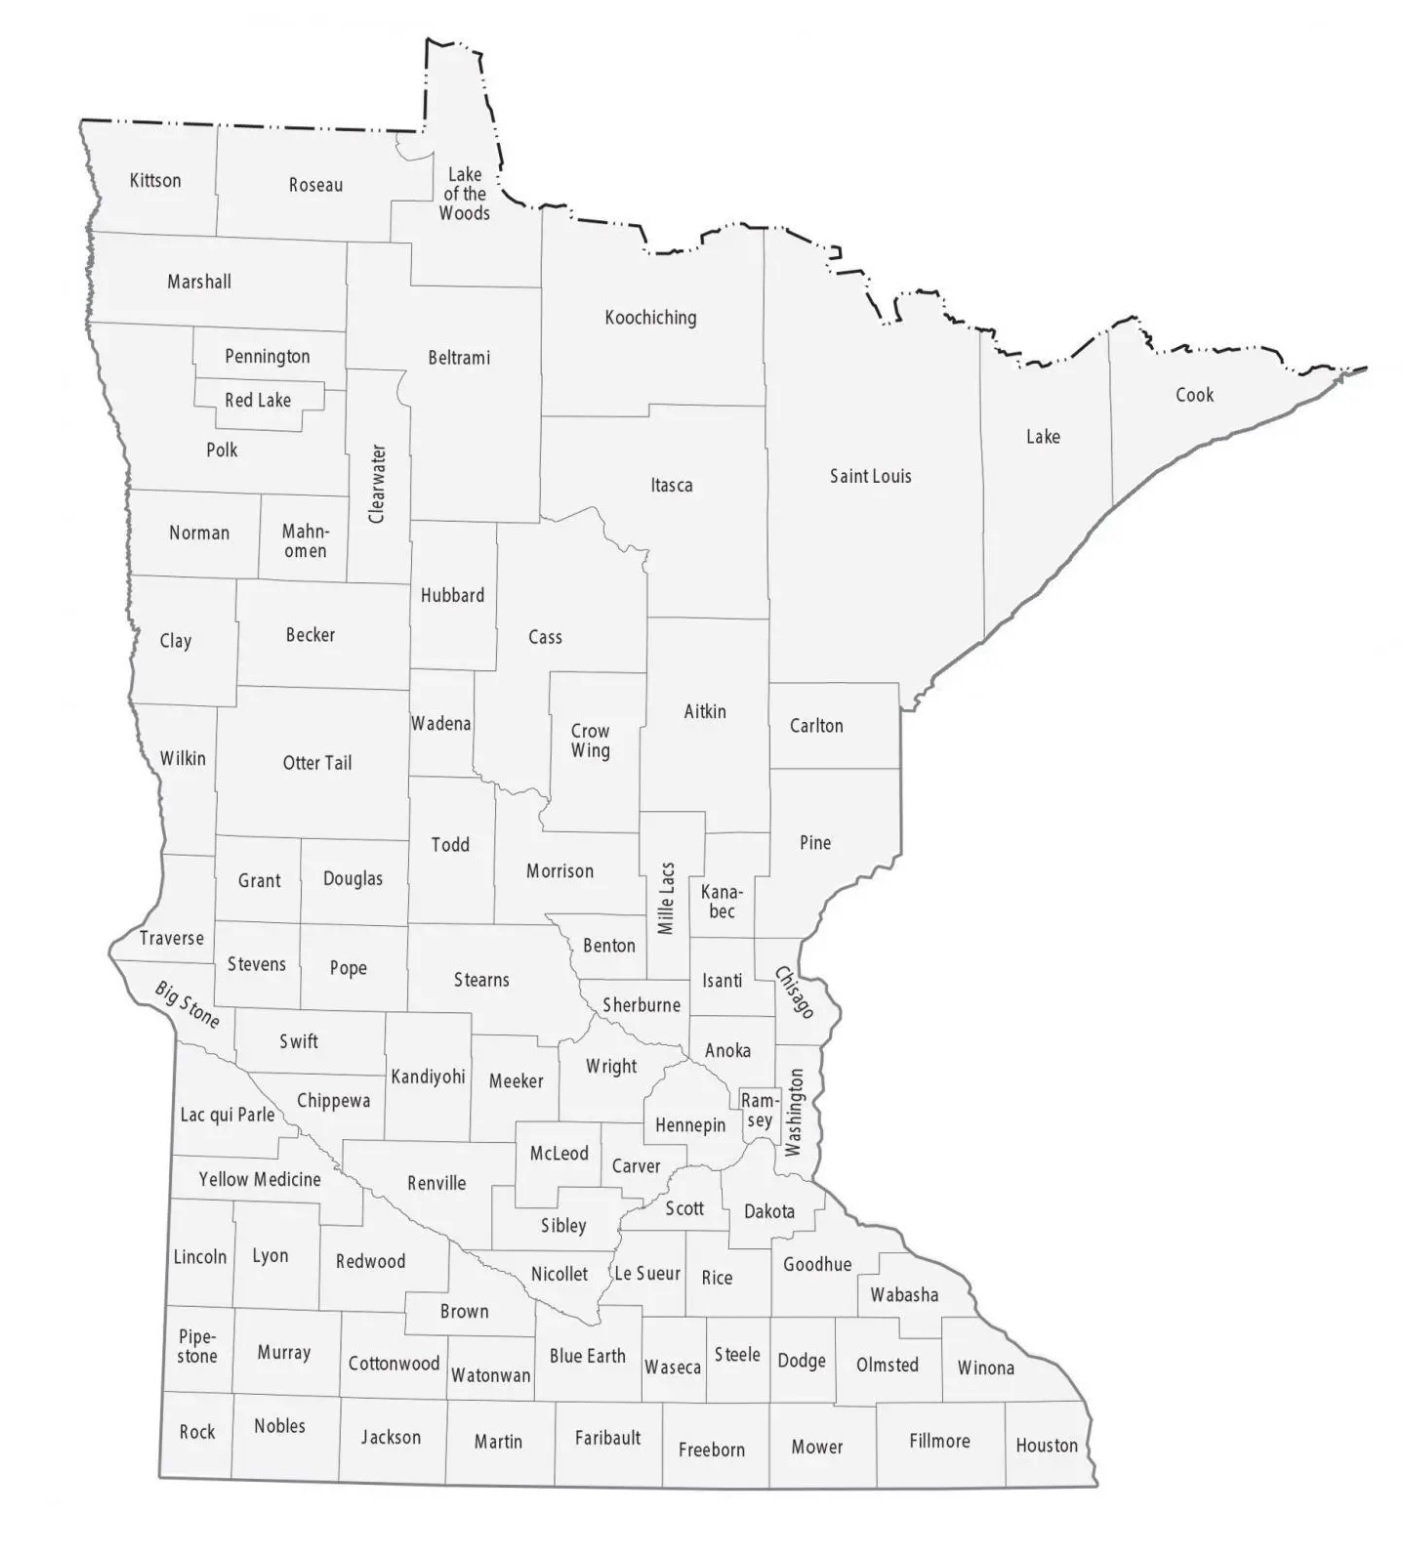 Kittson
Roseau
Lake
of the
Woods
Marshall
Koochiching
Pennington
Beltrami
Red Lake
Cook
Polk
Lake
Clearwater
Saint Louis
Itasca
Norman
Mahn-
omen
Hubbard
Clay
Becker
Cass
Wadena
Aitkin
Carlton
Crow
Wing
Wilkin
Otter Tail
Todd
Pine
Morrison
Grant
Douglas
Mille Lacs
Kana-
bec
Traverse
Stevens
Pope
Benton
Stearns
Isanti
Chisago
Big Stone
Sherburne
Swift
Anoka
Wright
Kandiyohi
Meeker
Chippewa
Ram-
sey
Washington
Lac qui Parle
Hennepin
McLeod
Carver
Yellow Medicine
Renville
Scott
Dakota
Sibley
Lincoln
Lyon
Redwood
Nicollet
Le Sueur
Rice
Goodhue
Wabasha
Brown
Pipe-
stone
Murray
Cottonwood
Watonwan
Blue Earth
Waseca
Steele
Dodge
Olmsted
Winona
Rock
Nobles
Jackson
Martin
Faribault
Freeborn
Mower
Fillmore
Houston